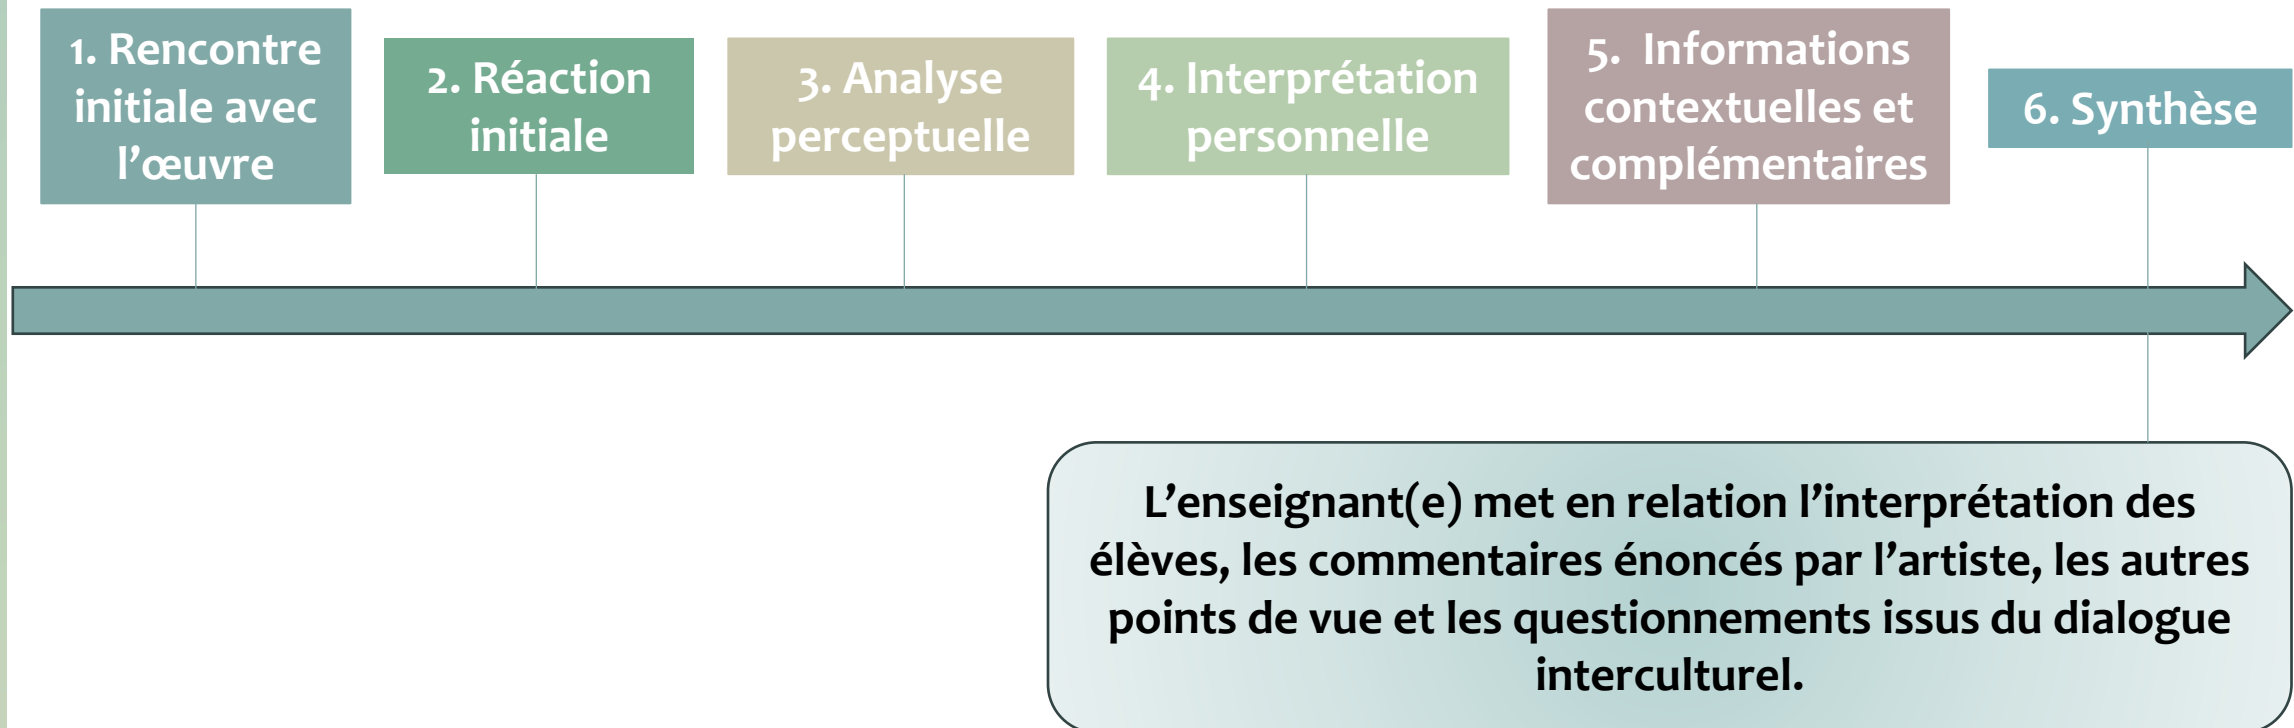 1. Rencontre
initiale avec
l’œuvre
2. Réaction
initiale
3. Analyse
perceptuelle
4. Interprétation
personnelle
5. Informations
contextuelles et
complémentaires
6. Synthèse
L’enseignant(e) met en relation l’interprétation des
élèves, les commentaires énoncés par l’artiste, les autres
points de vue et les questionnements issus du dialogue
interculturel.